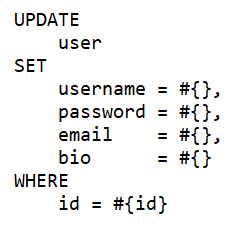 UPDATE
    user
SET
    username = #{},
    password = #{},
    email    = #{},
    bio      = #{}
WHERE
    id = #{id}